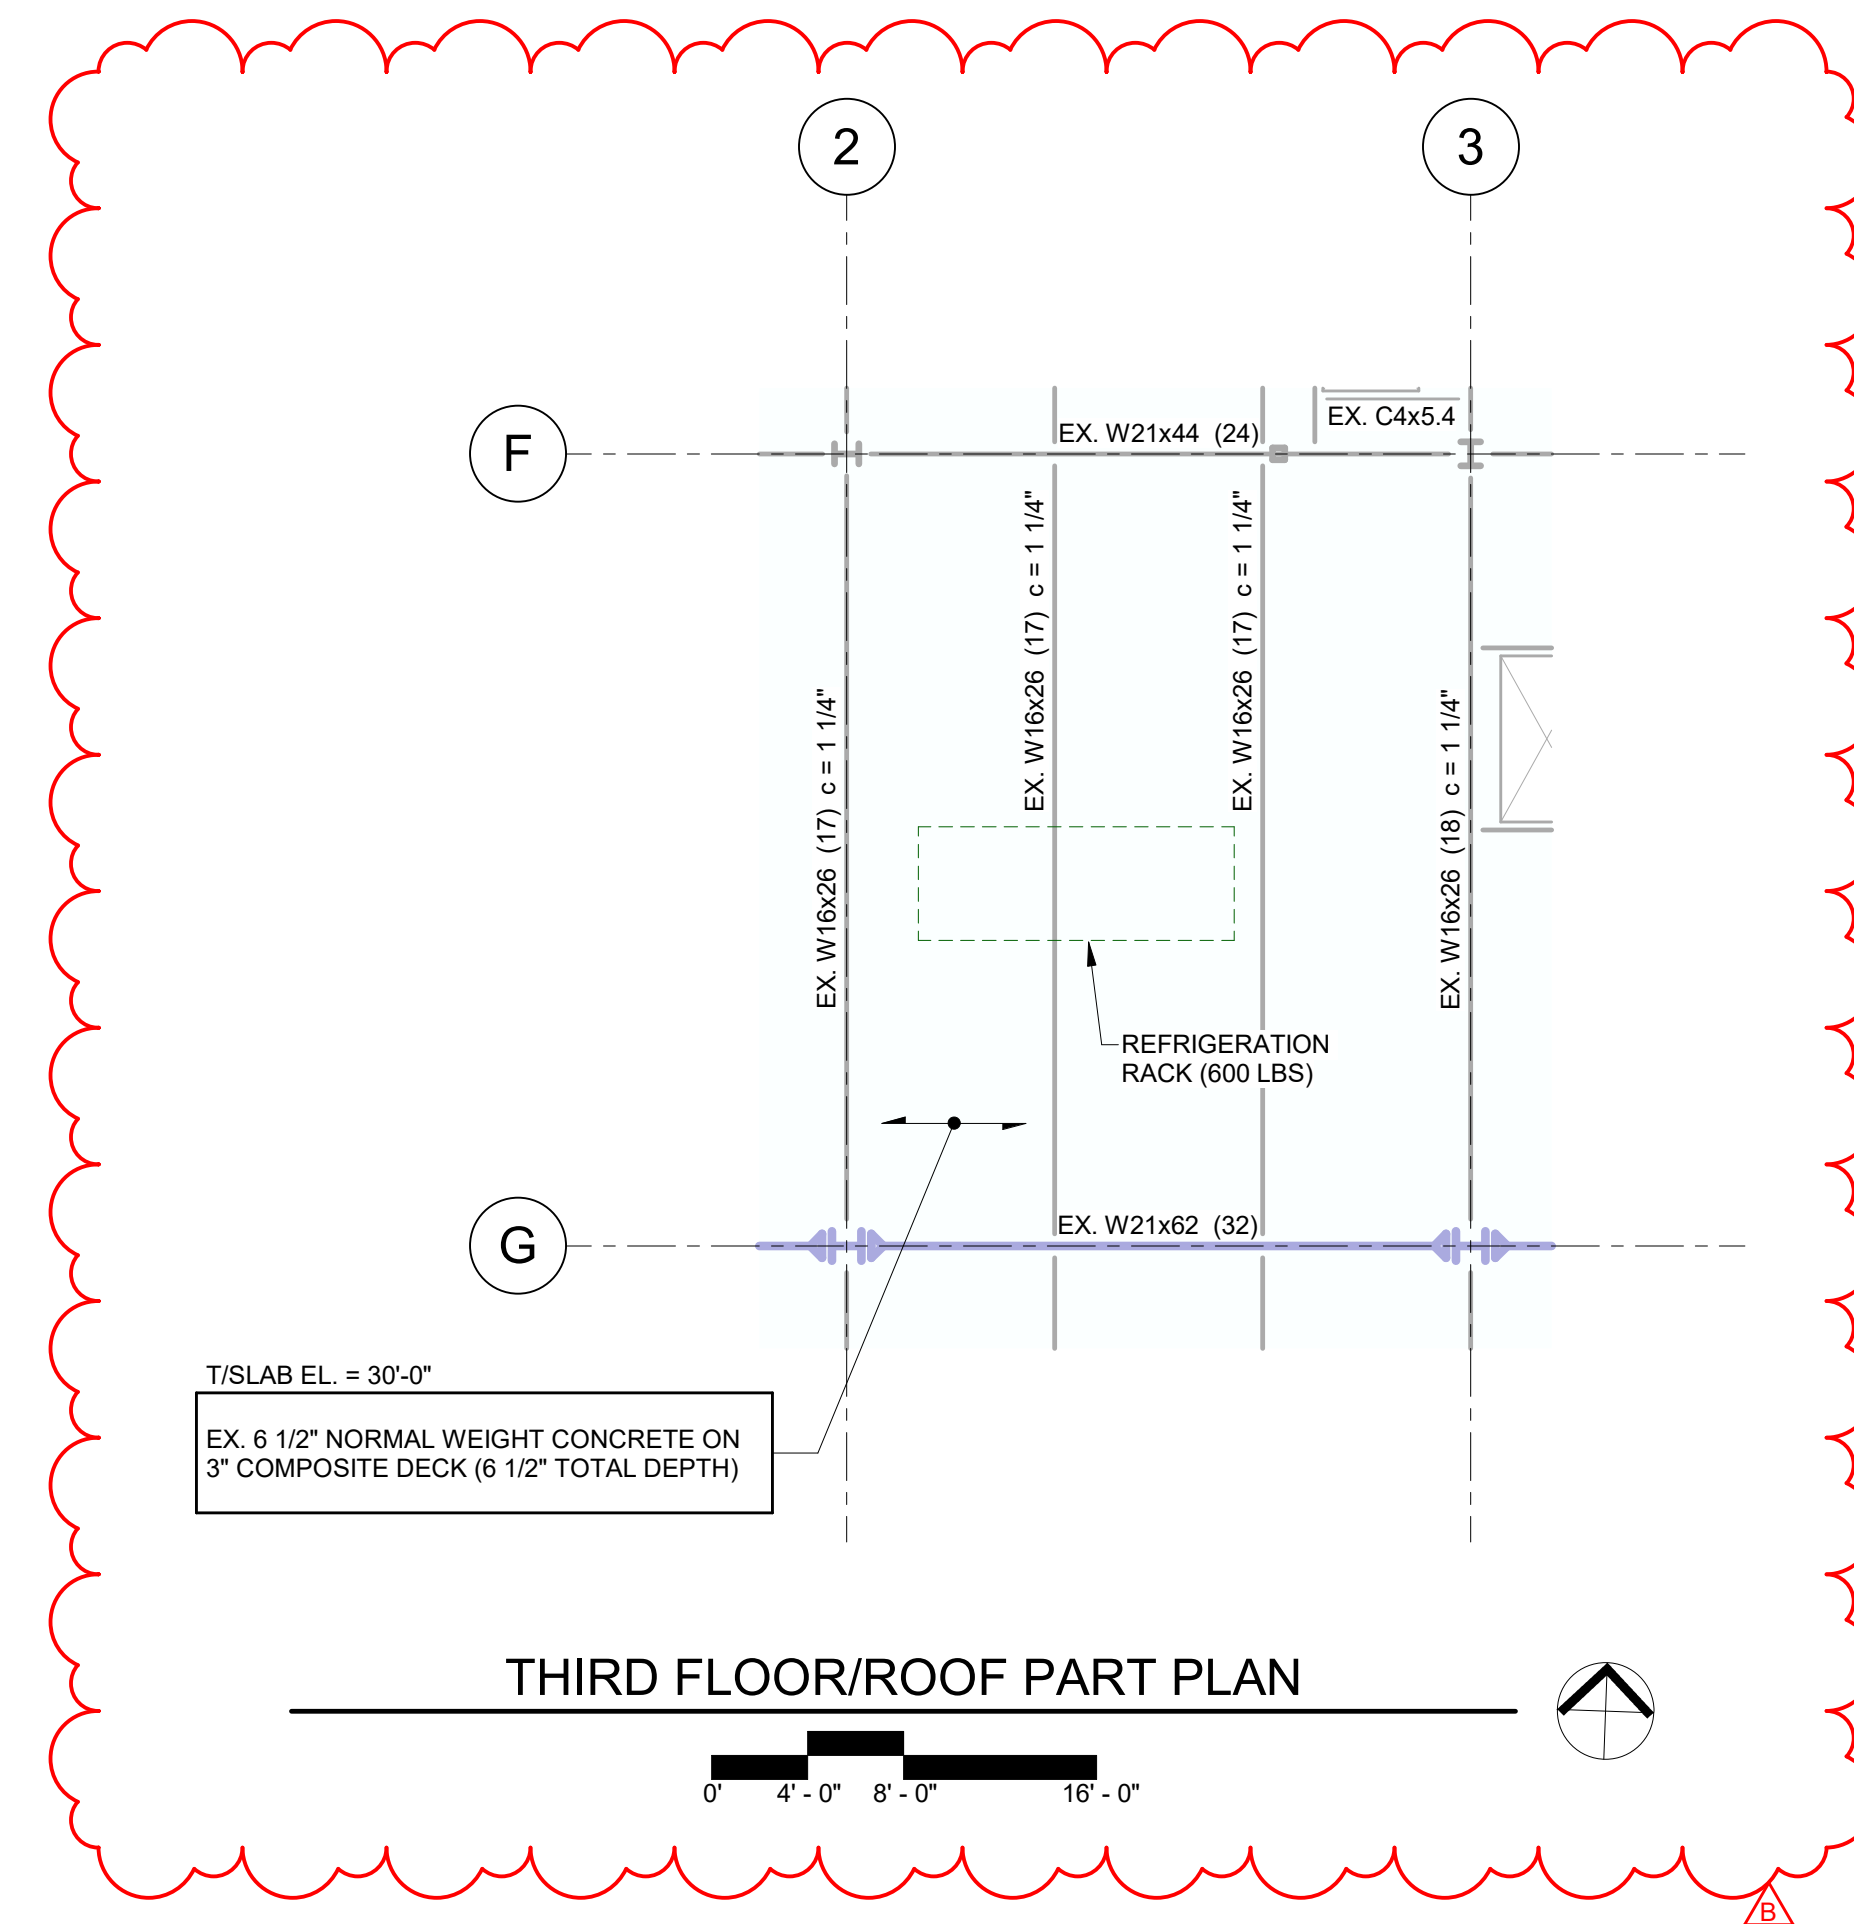 2
3
F
EX. W21x44 (24)
EX. C4x5.4
EX. W16x26 (17) c = 1 1/4"
EX. W16x26 (17) c = 1 1/4"
EX. W16x26 (17) c = 1 1/4"
EX. W16x26 (18) c = 1 1/4"
REFRIGERATION
RACK (600 LBS)
G
EX. W21x62 (32)
T/SLAB EL. = 30'-0"
EX. 6 1/2" NORMAL WEIGHT CONCRETE ON
3" COMPOSITE DECK (6 1/2" TOTAL DEPTH)
THIRD FLOOR/ROOF PART PLAN
0' 4' - 0" 8' - 0" 16' - 0"
B